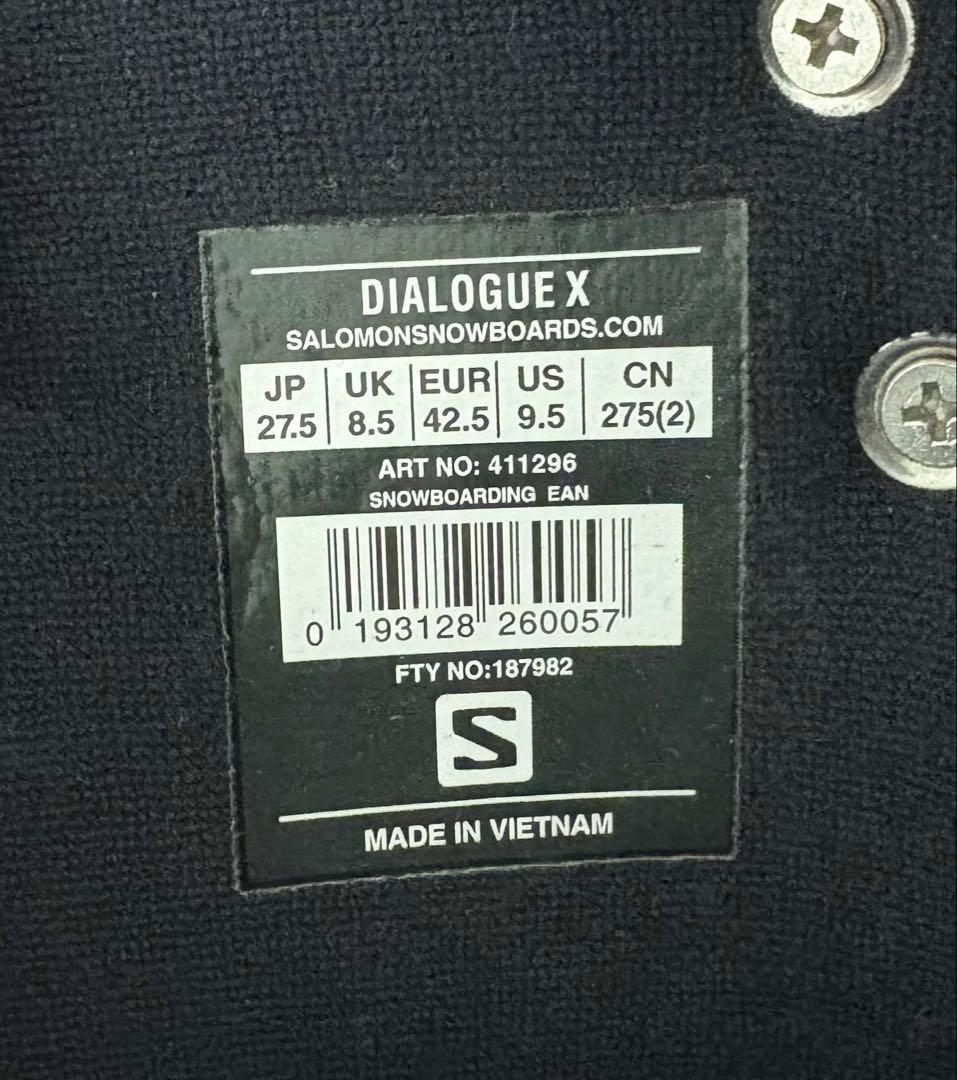 DIALOGUE X
SALOMONSNOWBOARDS.COM
JP UK EUR US CN
27.5 8.5 42.5 9.5 275(2)
ART NO: 411296
SNOWBOARDING EAN
0 193128 260057
FTY NO:187982
S
MADE IN VIETNAM